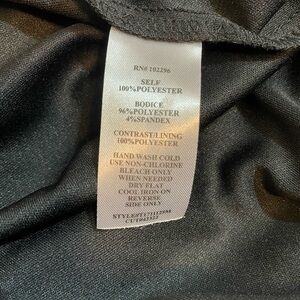 RN# 102296
SELF
100%POLYESTER
BODICE
96%POLYESTER
4%SPANDEX
CONTRAST/LINING
100%POLYESTER
HAND WASH COLD
USE NON-CHLORINE
BLEACH ONLY
WHEN NEEDED
DRY FLAT
COOL IRON ON
REVERSE
SIDE ONLY